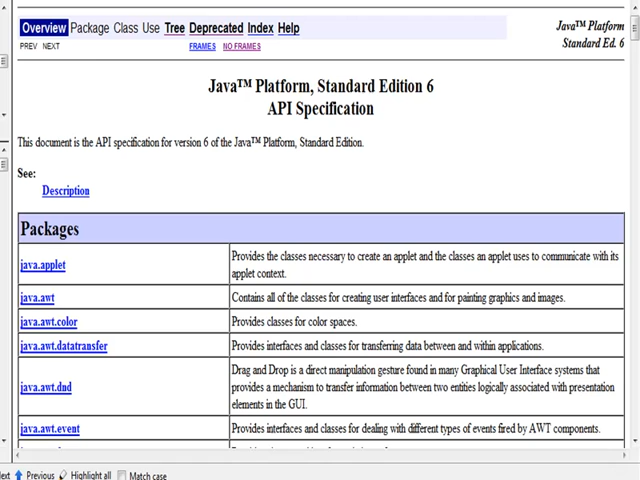 Overview Package Class Use Tree Deprecated Index Help
Java™ Platform
Standard Ed. 6
PREV NEXT FRAMES NO FRAMES
Java™ Platform, Standard Edition 6
API Specification
This document is the API specification for version 6 of the Java™ Platform, Standard Edition.
See:
Description
Packages
java.applet
Provides the classes necessary to create an applet and the classes an applet uses to communicate with its
applet context.
java.awt
Contains all of the classes for creating user interfaces and for painting graphics and images.
java.awt.color
Provides classes for color spaces.
java.awt.datatransfer
Provides interfaces and classes for transferring data between and within applications.
java.awt.dnd
Drag and Drop is a direct manipulation gesture found in many Graphical User Interface systems that
provides a mechanism to transfer information between two entities logically associated with presentation
elements in the GUI.
java.awt.event
Provides interfaces and classes for dealing with different types of events fired by AWT components.
Previous Highlight all Match case